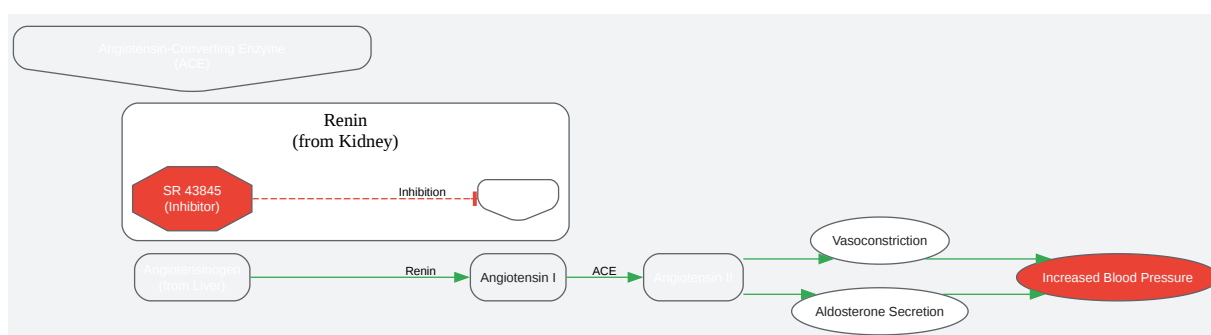 Angiotensin-Converting Enzyme
(ACE)
Renin
(from Kidney)
SR 43845
(Inhibitor)
Inhibition
Angiotensinogen
(from Liver)
Renin
Angiotensin I
ACE
Angiotensin II
Vasoconstriction
Aldosterone Secretion
Increased Blood Pressure